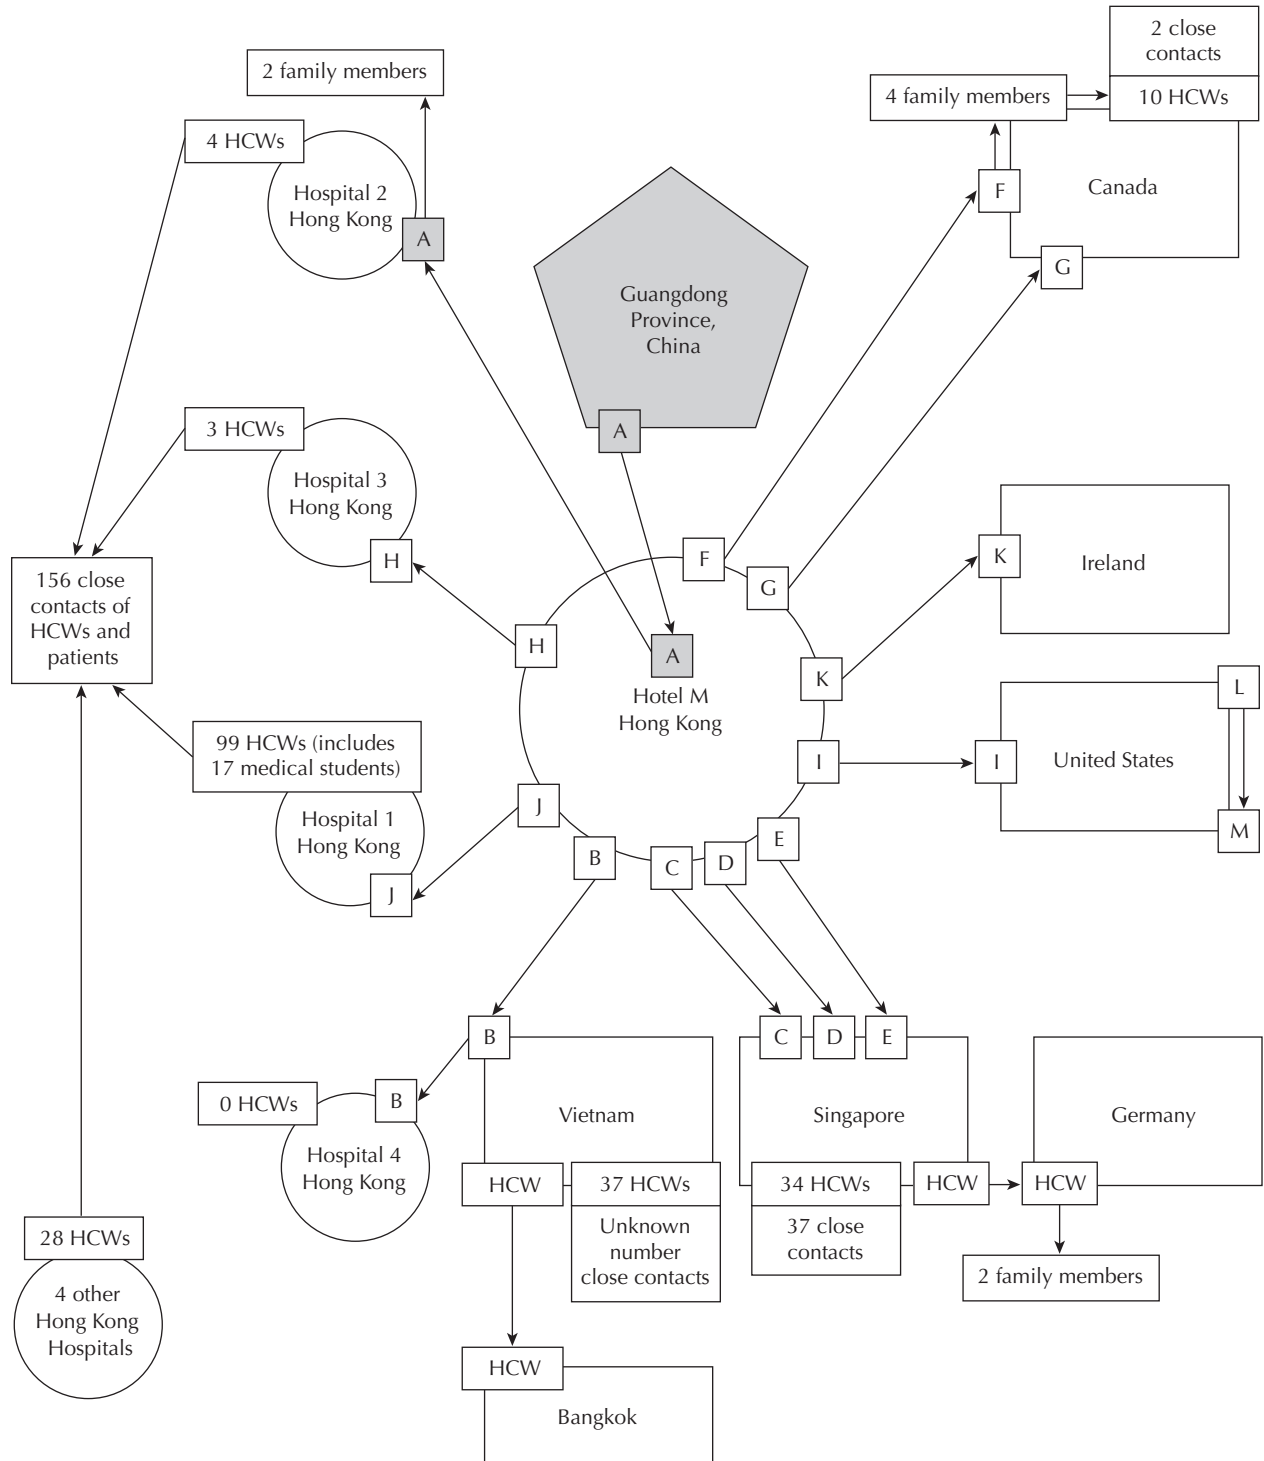 2 close
contacts
2 family members
4 family members
10 HCWs
4 HCWs
Hospital 2
Hong Kong
A
F
Canada
G
Guangdong
Province,
China
A
3 HCWs
Hospital 3
Hong Kong
H
F
G
K
Ireland
156 close
contacts of
HCWs and
patients
H
A
Hotel M
Hong Kong
K
L
99 HCWs (includes
17 medical students)
I
I
United States
Hospital 1
Hong Kong
J
J
M
B
C
D
E
B
C
D
E
0 HCWs
B
Hospital 4
Hong Kong
Vietnam
Singapore
Germany
HCW
37 HCWs
Unknown
number
close contacts
34 HCWs
37 close
contacts
HCW
HCW
2 family members
28 HCWs
4 other
Hong Kong
Hospitals
HCW
Bangkok